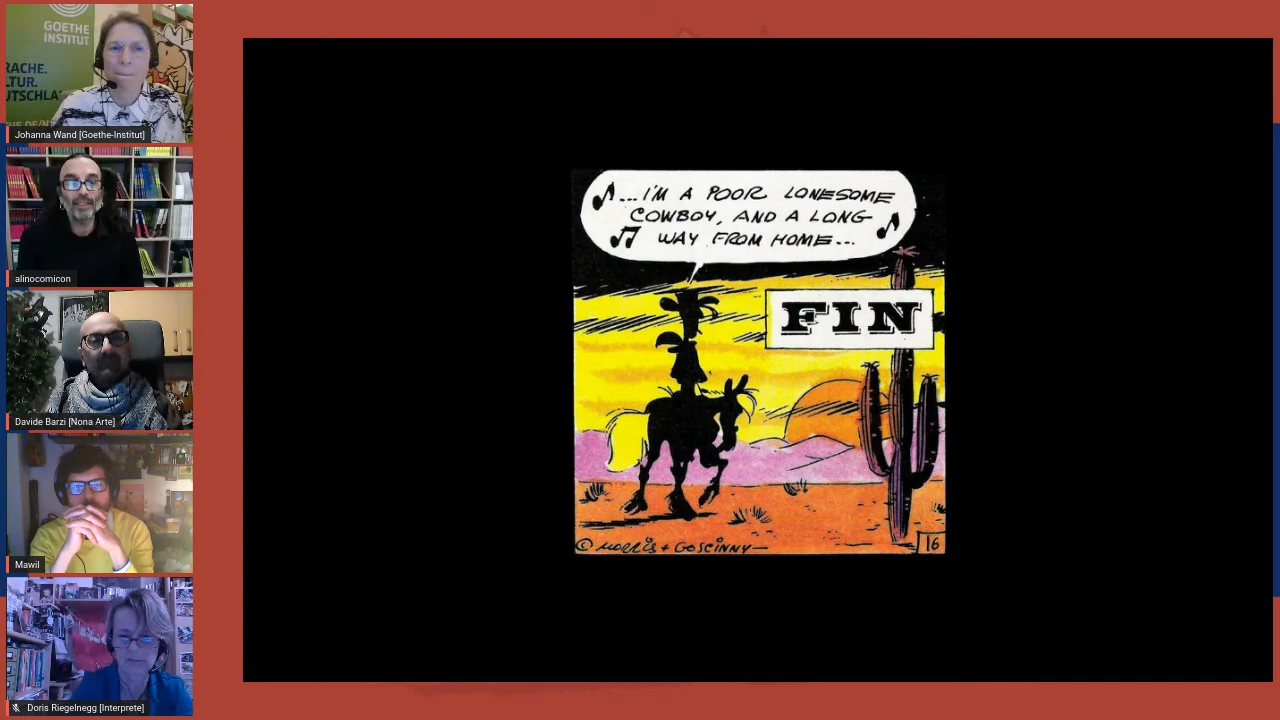 GOETHE
INSTITUT
RACHE.
TUR.
UTSCHLA
Johanna Wand [Goethe-Institut]
alinocomicon
Davide Barzi [Nona Arte]
Mawil
Doris Riegelnegg [Interprete]
...I'M A POOR LONESOME
COWBOY, AND A LONG
WAY FROM HOME...
FIN
© MORRIS + GOSCINNY
16